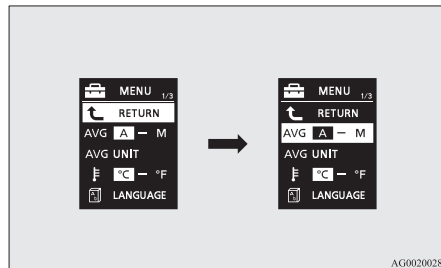 MENU 1/3
RETURN
AVG A – M
AVG UNIT
°C – °F
LANGUAGE
MENU 1/3
RETURN
AVG A – M
AVG UNIT
°C – °F
LANGUAGE
AG0020028